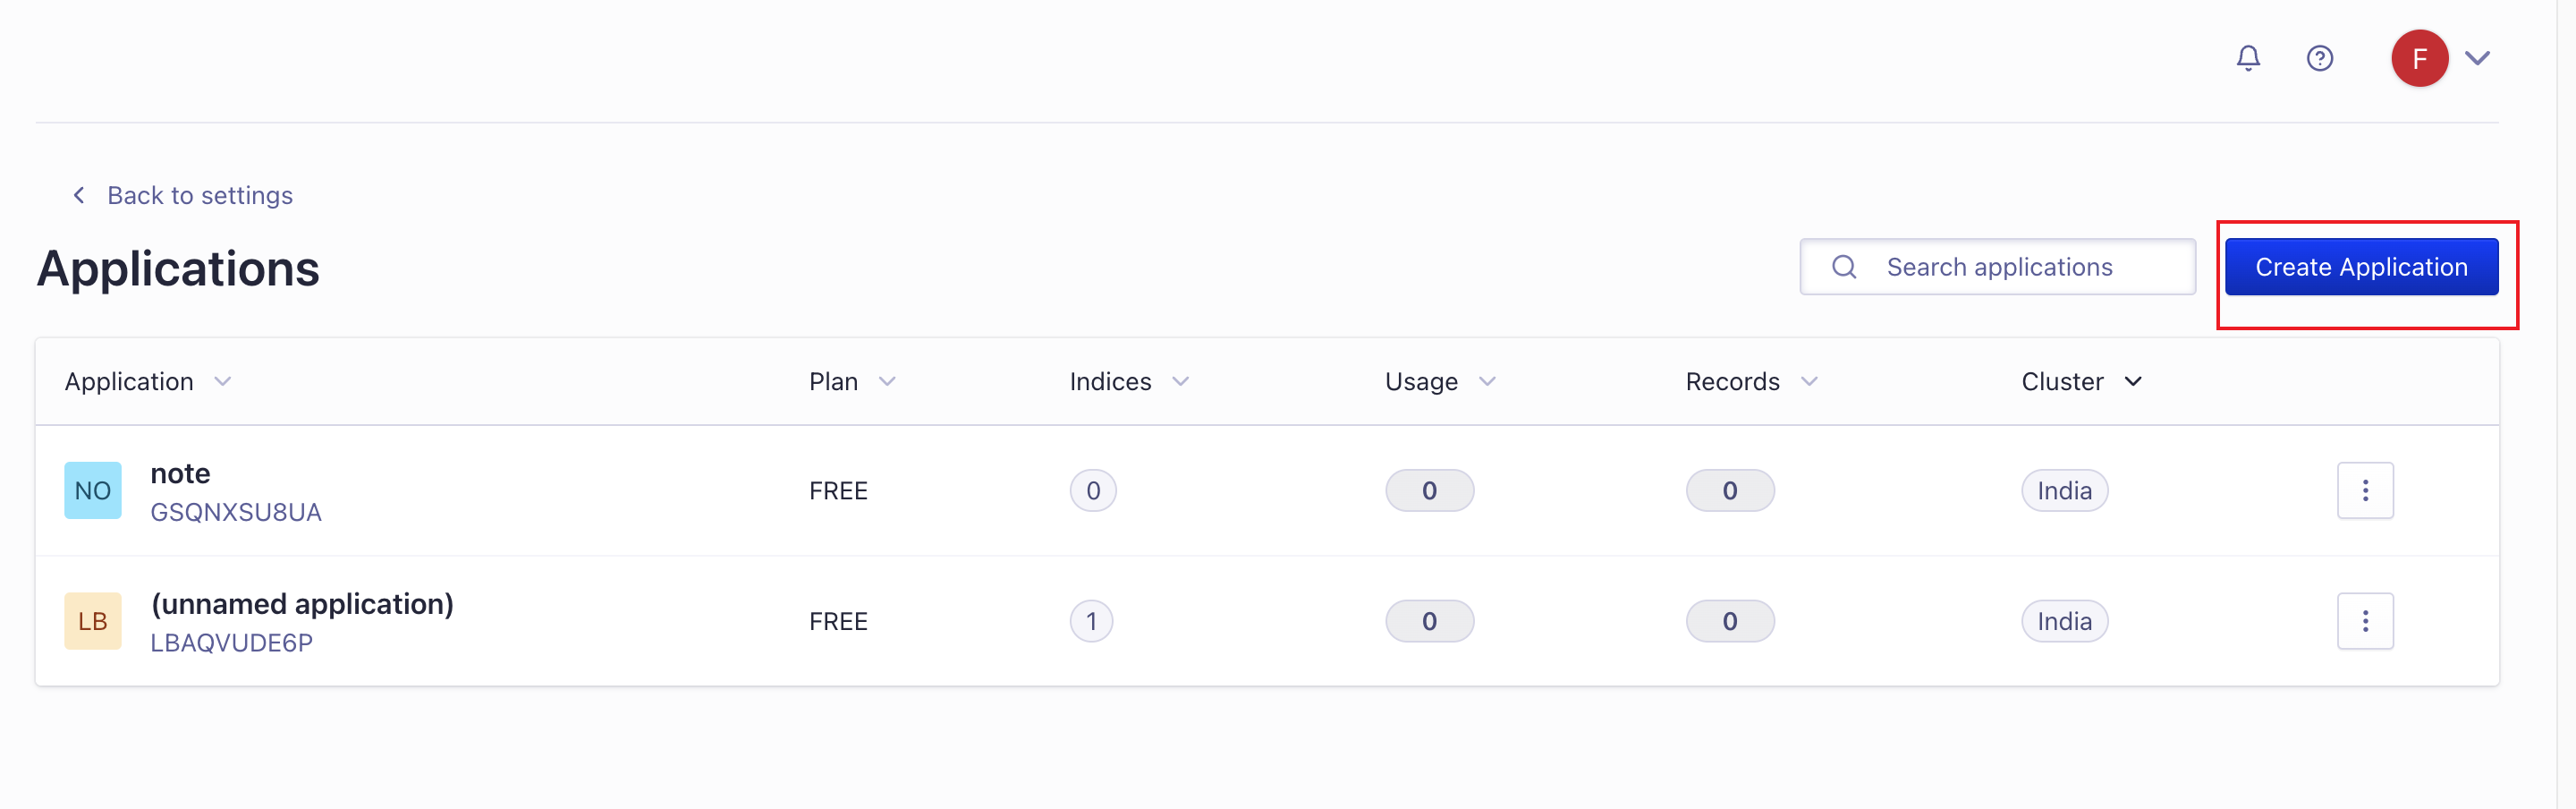 F
Back to settings
Applications
Search applications
Create Application
Application Plan Indices Usage Records Cluster
NO note FREE 0 0 0 India
GSQNXSU8UA
LB (unnamed application) FREE 1 0 0 India
LBAQVUDE6P